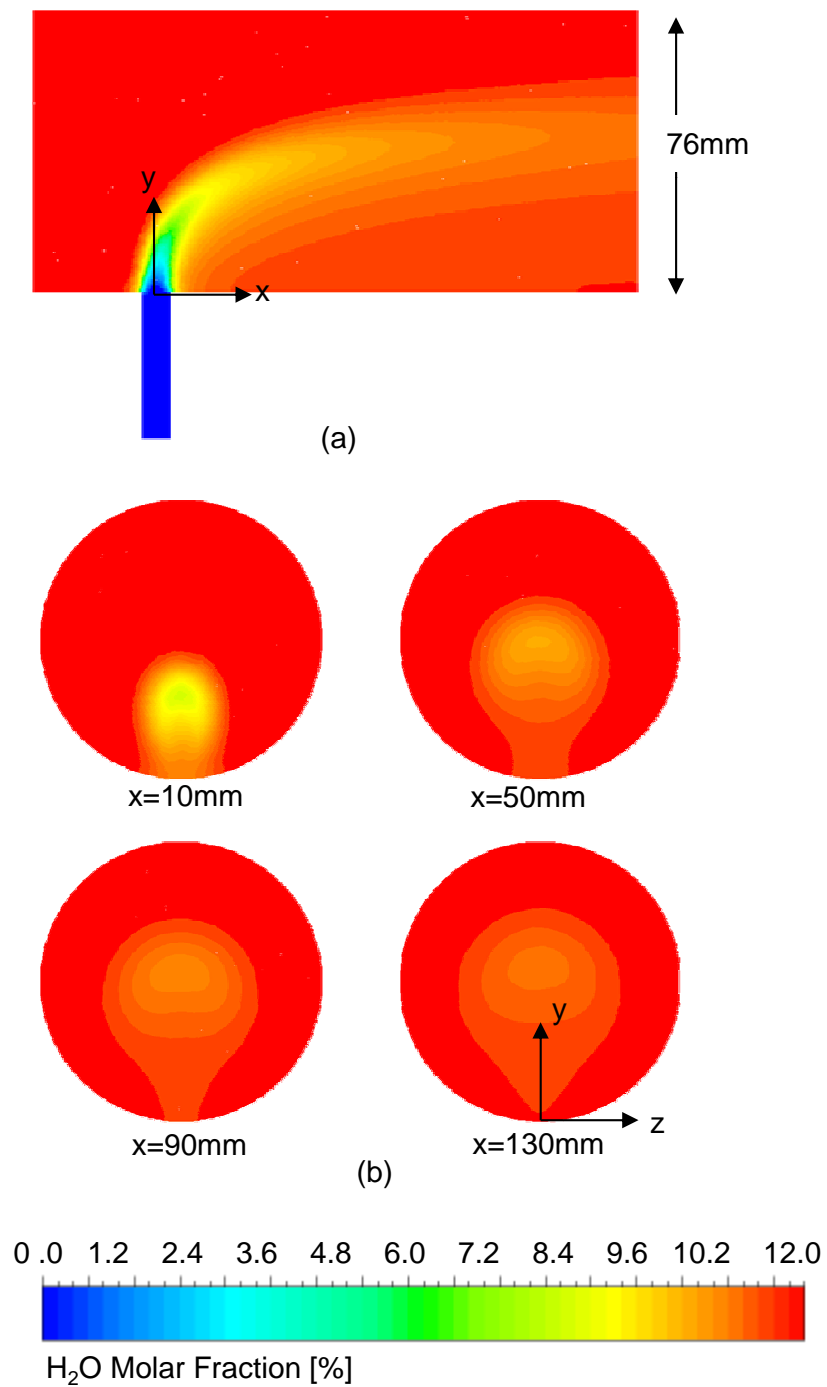 y
76mm
x
(a)
x=10mm
x=50mm
y
z
x=90mm
x=130mm
(b)
0 .0 1.2 2.4 3.6 4.8 6.0 7.2 8.4 9.6 10.2 12.0
H₂O Molar Fraction [%]